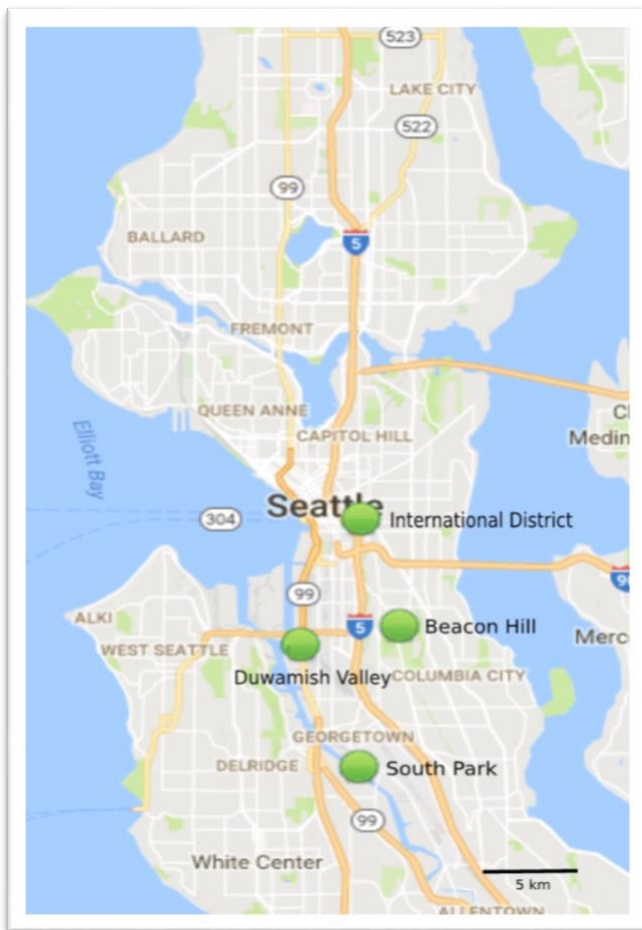 523
LAKE CITY
522
99
BALLARD
5
FREMONT
QUEEN ANNE
CAPITOL HILL
Elliott Bay
Medin
Seattle
304
International District
99
ALKI
5
Beacon Hill
WEST SEATTLE
Merc
Duwamish Valley
COLUMBIA CITY
GEORGETOWN
DELRIDGE
South Park
99
White Center
5 km
ALLENTOWN